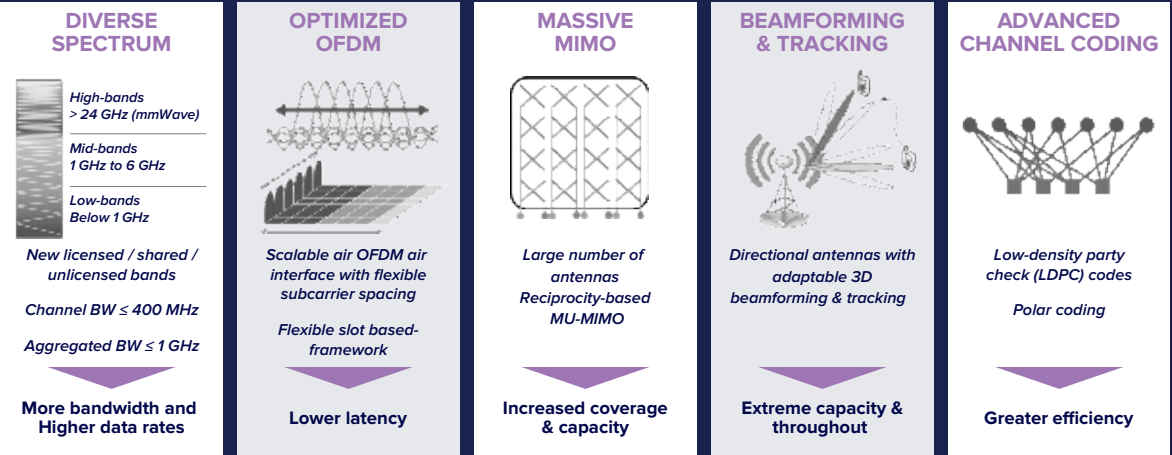 DIVERSE
SPECTRUM
High-bands
> 24 GHz (mmWave)
Mid-bands
1 GHz to 6 GHz
Low-bands
Below 1 GHz
New licensed / shared /
unlicensed bands
Channel BW ≤ 400 MHz
Aggregated BW ≤ 1 GHz
More bandwidth and
Higher data rates
OPTIMIZED
OFDM
Scalable air OFDM air
interface with flexible
subcarrier spacing
Flexible slot based-
framework
Lower latency
MASSIVE
MIMO
Large number of
antennas
Reciprocity-based
MU-MIMO
Increased coverage
& capacity
BEAMFORMING
& TRACKING
Directional antennas with
adaptable 3D
beamforming & tracking
Extreme capacity &
throughout
ADVANCED
CHANNEL CODING
Low-density party
check (LDPC) codes
Polar coding
Greater efficiency